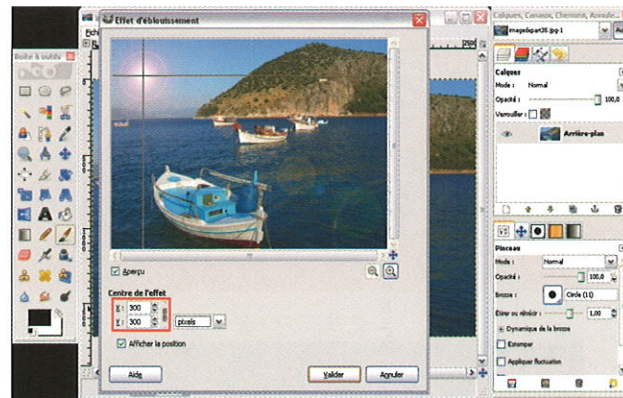 Effet d'éblouissement
Boîte à outils
Aperçu
Centre de l'effet
X : 300
Y : 300
pixels
Afficher la position
Aide
Valider
Annuler
Calques, Canaux, Chemins, Annule...
imagedepart35.jpg-1
Au
Calques
Mode : Normal
Opacité : 100,0
Verrouiller :
Arrière-plan
Pinceau
Mode : Normal
Opacité : 100,0
Brosse : Circle (11)
Étirer ou rétrécir : 1,00
Dynamique de la brosse
Estomper
Appliquer fluctuation